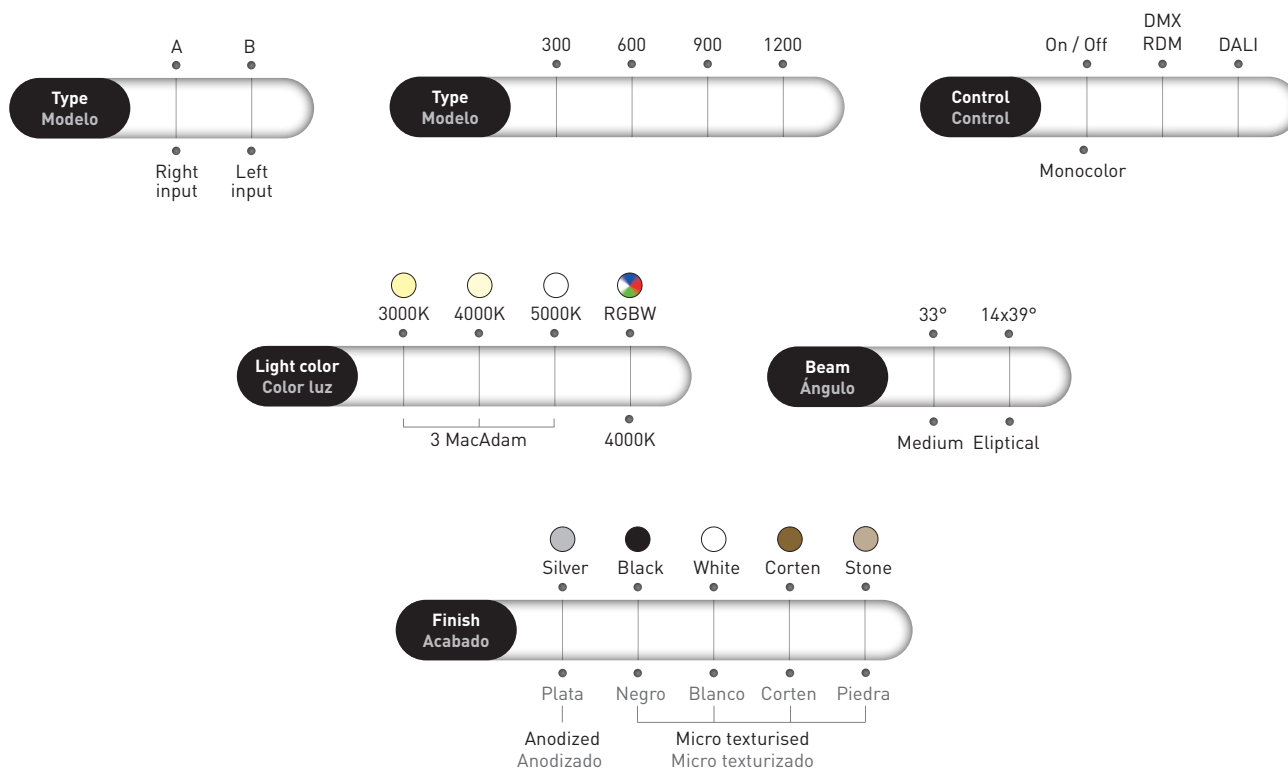 A B
Type
Modelo
Right
input
Left
input
300 600 900 1200
Type
Modelo
On / Off
DMX
RDM
DALI
Control
Control
Monocolor
3000K 4000K 5000K RGBW
Light color
Color luz
3 MacAdam
4000K
33° 14x39°
Beam
Ángulo
Medium Eliptical
Silver Black White Corten Stone
Finish
Acabado
Plata Negro Blanco Corten Piedra
Anodized
Anodizado
Micro texturised
Micro texturizado